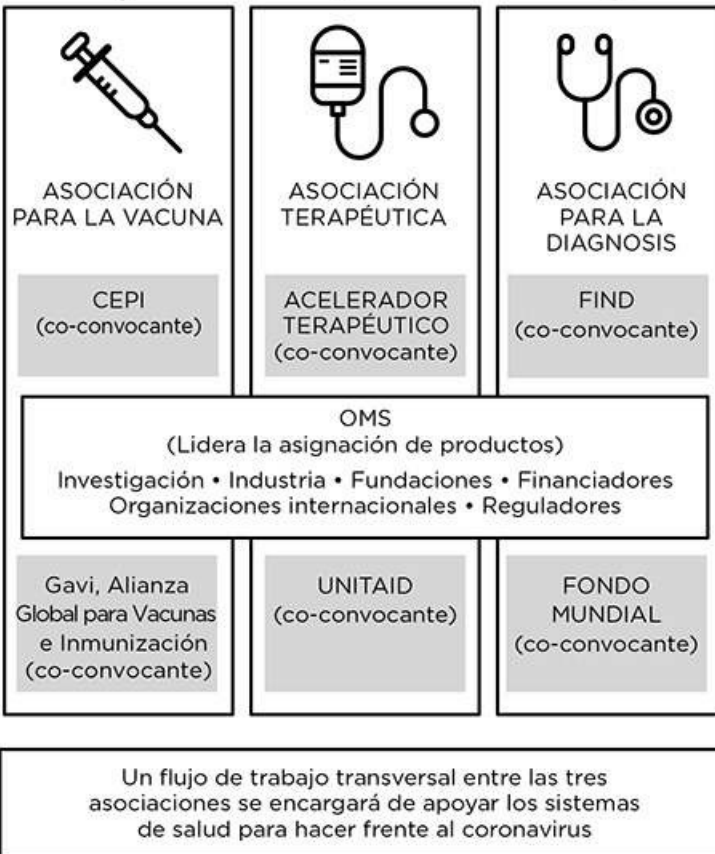 ASOCIACIÓN
PARA LA VACUNA
CEPI
(co-convocante)
ASOCIACIÓN
TERAPÉUTICA
ACELERADOR
TERAPÉUTICO
(co-convocante)
ASOCIACIÓN
PARA LA
DIAGNOSIS
FIND
(co-convocante)
OMS
(Lidera la asignación de productos)
Investigación • Industria • Fundaciones • Financiadores
Organizaciones internacionales • Reguladores
Gavi, Alianza
Global para Vacunas
e Inmunización
(co-convocante)
UNITAID
(co-convocante)
FONDO
MUNDIAL
(co-convocante)
Un flujo de trabajo transversal entre las tres
asociaciones se encargará de apoyar los sistemas
de salud para hacer frente al coronavirus